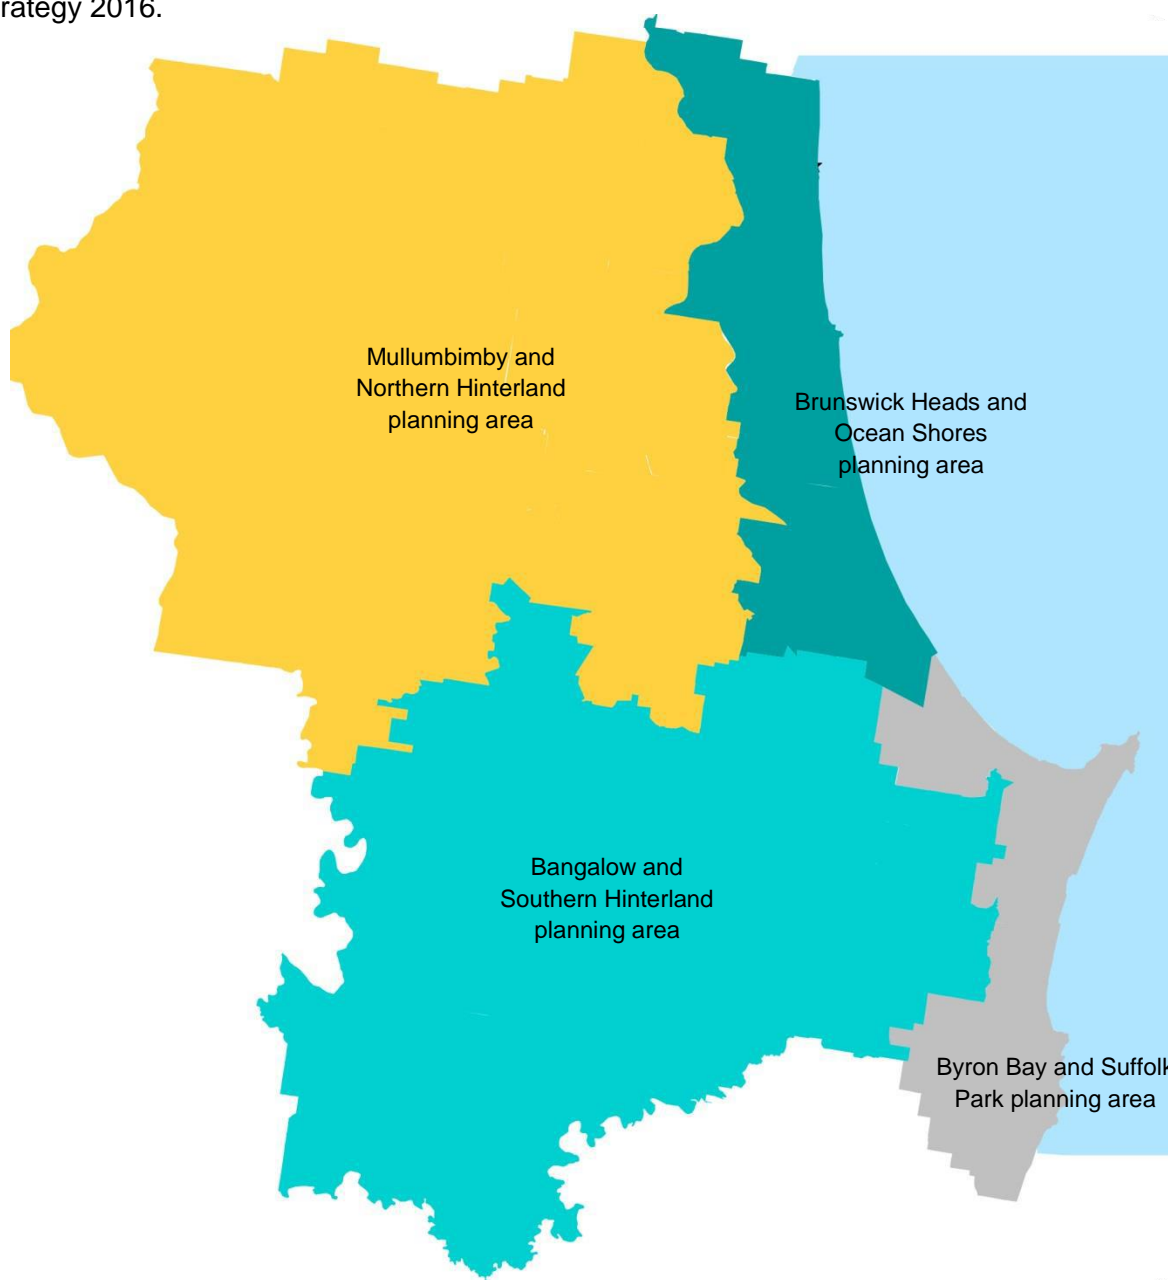 rategy 2016.
Mullumbimby and
Northern Hinterland
planning area
Brunswick Heads and
Ocean Shores
planning area
Bangalow and
Southern Hinterland
planning area
Byron Bay and Suffolk
Park planning area